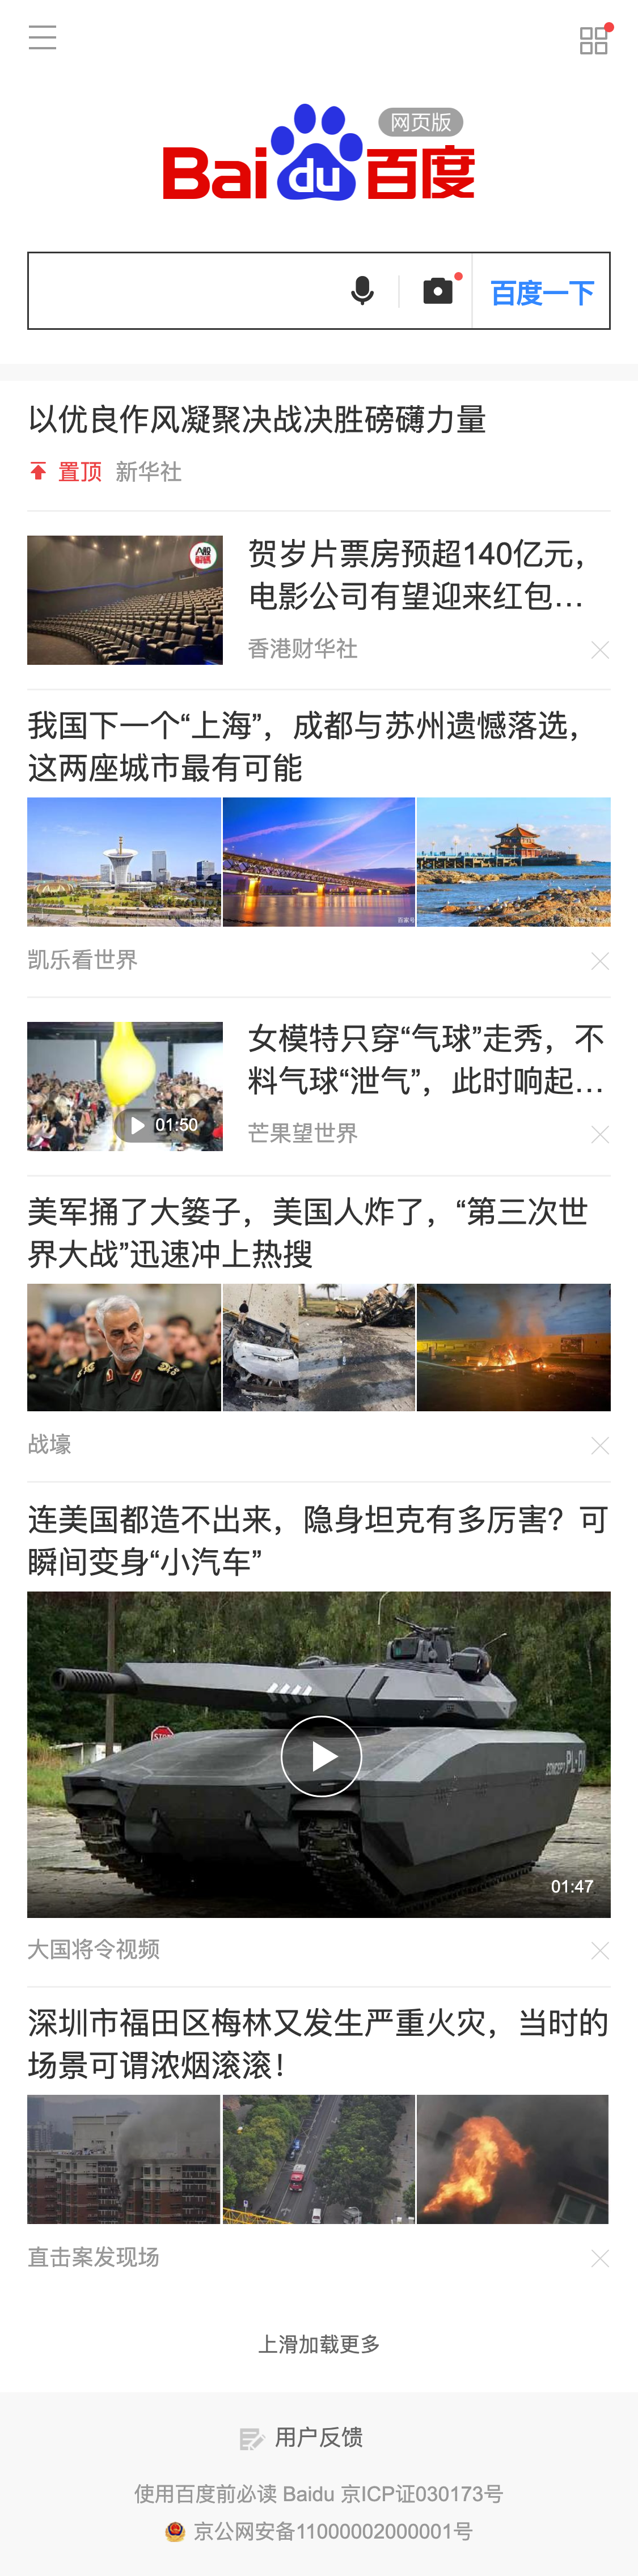 网页版
Bai du 百度
百度一下
以优良作风凝聚决战决胜磅礴力量
置顶 新华社
A股解码
贺岁片票房预超140亿元，
电影公司有望迎来红包...
香港财华社
我国下一个“上海”，成都与苏州遗憾落选，
这两座城市最有可能
百家号
凯乐看世界
女模特只穿“气球”走秀，不
料气球“泄气”，此时响起...
01:50
芒果望世界
美军捅了大篓子，美国人炸了，“第三次世
界大战”迅速冲上热搜
战壕
连美国都造不出来，隐身坦克有多厉害？可
瞬间变身“小汽车”
STOP
CONCEPT PL-01
01:47
大国将令视频
深圳市福田区梅林又发生严重火灾，当时的
场景可谓浓烟滚滚！
直击案发现场
上滑加载更多
用户反馈
使用百度前必读 Baidu 京ICP证030173号
京公网安备11000002000001号